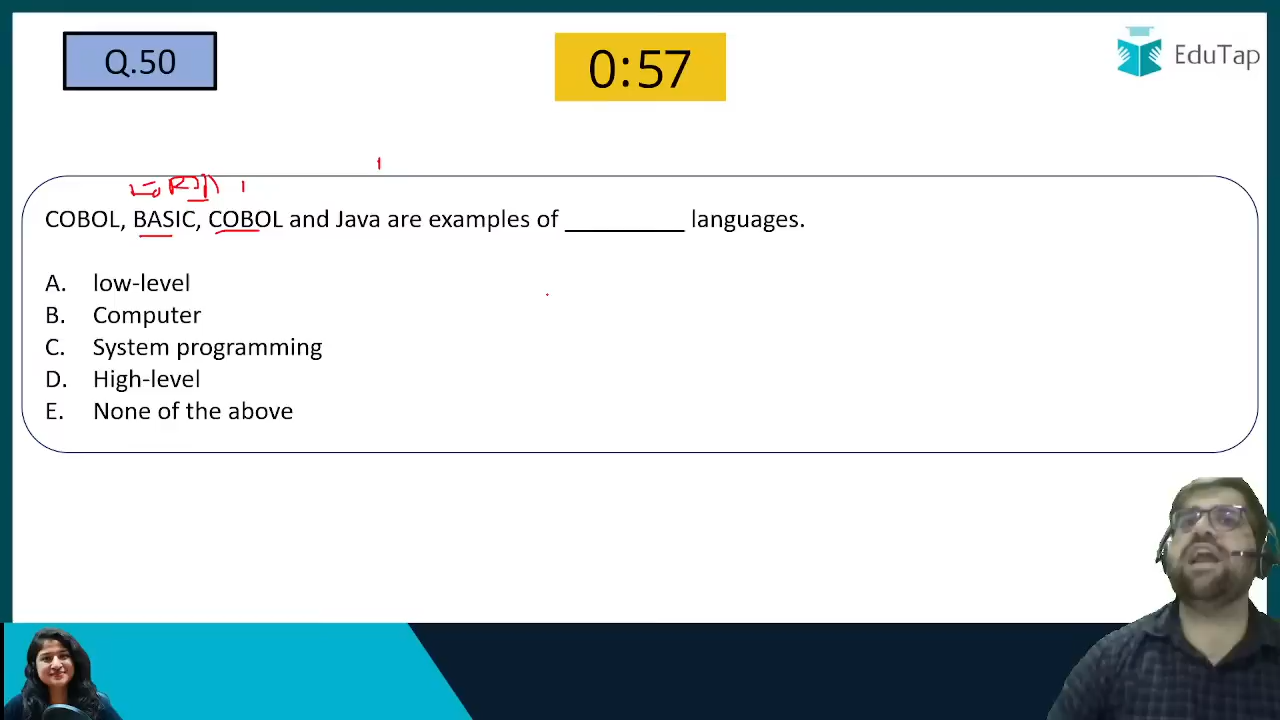 Q.50
0:57
EduTap
COBOL, BASIC, COBOL and Java are examples of __________ languages.
A. low-level
B. Computer
C. System programming
D. High-level
E. None of the above